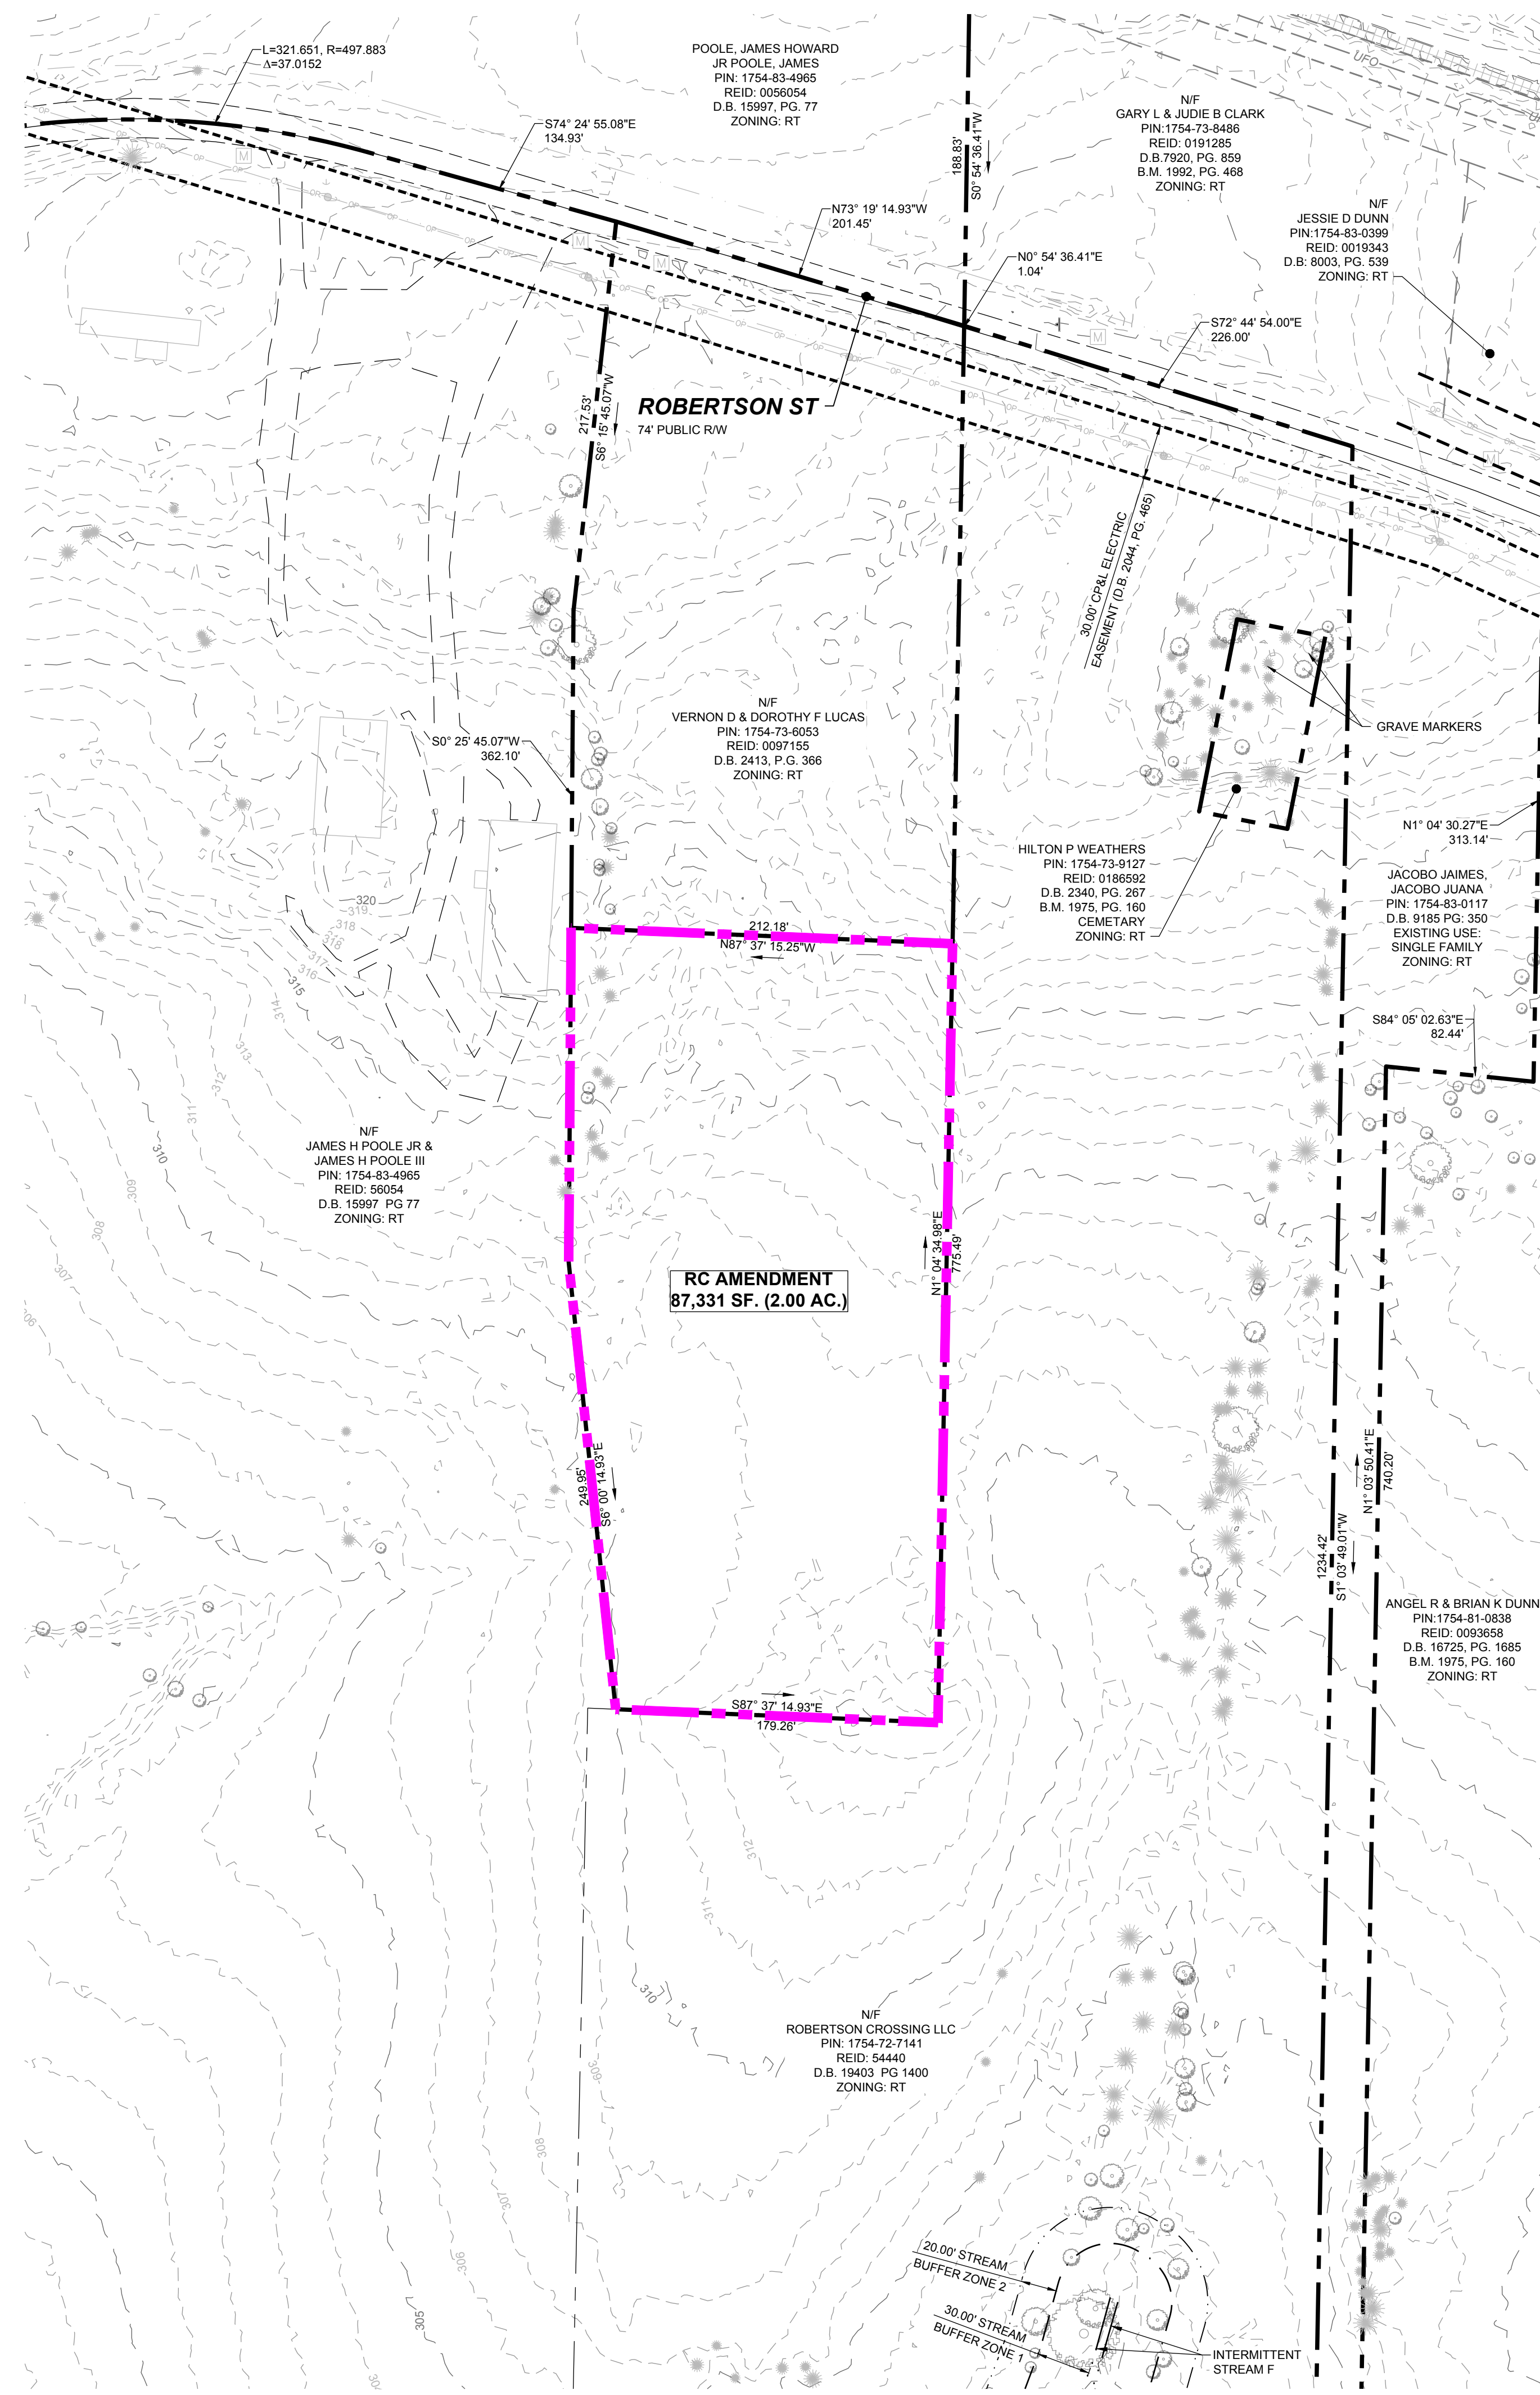 L=321.651, R=497.883
Δ=37.0152
POOLE, JAMES HOWARD
JR POOLE, JAMES
PIN: 1754-83-4965
REID: 0056054
D.B. 15997, PG. 77
ZONING: RT
UFO
S74° 24' 55.08"E
134.93'
188.83'
S0° 54' 36.41"W
N/F
GARY L & JUDIE B CLARK
PIN:1754-73-8486
REID: 0191285
D.B.7920, PG. 859
B.M. 1992, PG. 468
ZONING: RT
N/F
JESSIE D DUNN
PIN:1754-83-0399
REID: 0019343
D.B: 8003, PG. 539
ZONING: RT
N73° 19' 14.93"W
201.45'
N0° 54' 36.41"E
1.04'
S72° 44' 54.00"E
226.00'
217.53'
S6° 15' 45.07"W
ROBERTSON ST
74' PUBLIC R/W
30.00' CP&L ELECTRIC
EASEMENT (D.B. 2044, PG. 465)
N/F
VERNON D & DOROTHY F LUCAS
PIN: 1754-73-6053
REID: 0097155
D.B. 2413, P.G. 366
ZONING: RT
S0° 25' 45.07"W
362.10'
GRAVE MARKERS
HILTON P WEATHERS
PIN: 1754-73-9127
REID: 0186592
D.B. 2340, PG. 267
B.M. 1975, PG. 160
CEMETARY
ZONING: RT
N1° 04' 30.27"E
313.14'
JACOBO JAIMES,
JACOBO JUANA
PIN: 1754-83-0117
D.B. 9185 PG: 350
EXISTING USE:
SINGLE FAMILY
ZONING: RT
320
319
318
318
317
316
315
314
313
312
311
310
309
308
307
306
212.18'
N87° 37' 15.25"W
S84° 05' 02.63"E
82.44'
N/F
JAMES H POOLE JR &
JAMES H POOLE III
PIN: 1754-83-4965
REID: 56054
D.B. 15997 PG 77
ZONING: RT
RC AMENDMENT
87,331 SF. (2.00 AC.)
N1° 04' 34.98"E
775.49'
249.95'
S6° 00' 14.93"E
1234.42'
S1° 03' 49.01"W
N1° 03' 50.41"E
740.20'
ANGEL R & BRIAN K DUNN
PIN:1754-81-0838
REID: 0093658
D.B. 16725, PG. 1685
B.M. 1975, PG. 160
ZONING: RT
S87° 37' 14.93"E
179.26'
312
311
310
309
308
307
306
305
N/F
ROBERTSON CROSSING LLC
PIN: 1754-72-7141
REID: 54440
D.B. 19403 PG 1400
ZONING: RT
20.00' STREAM
BUFFER ZONE 2
30.00' STREAM
BUFFER ZONE 1
INTERMITTENT
STREAM F